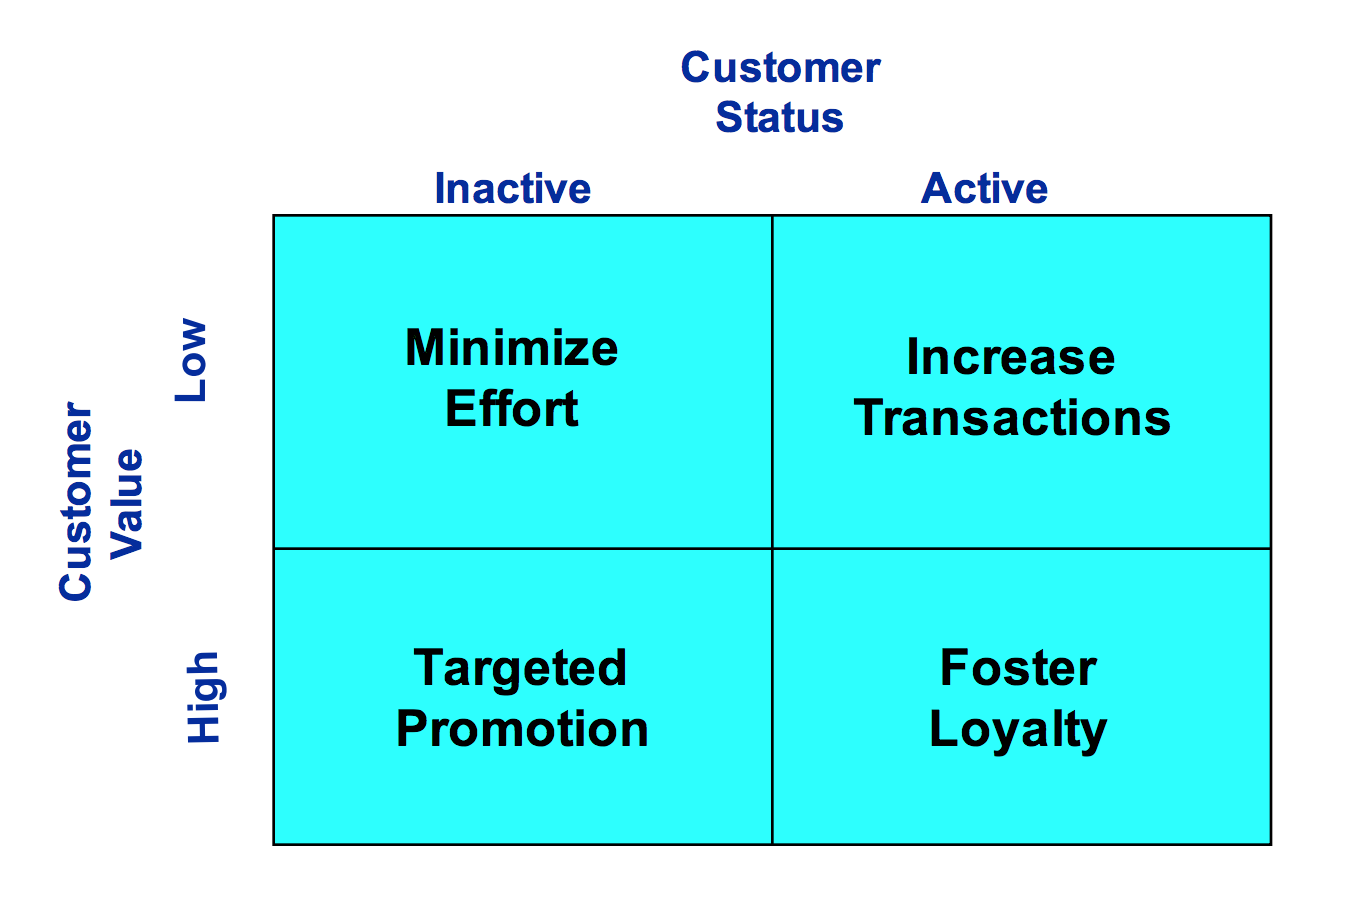 Customer
Status
Inactive
Active
Customer
Value
Low
High
Minimize
Effort
Increase
Transactions
Targeted
Promotion
Foster
Loyalty